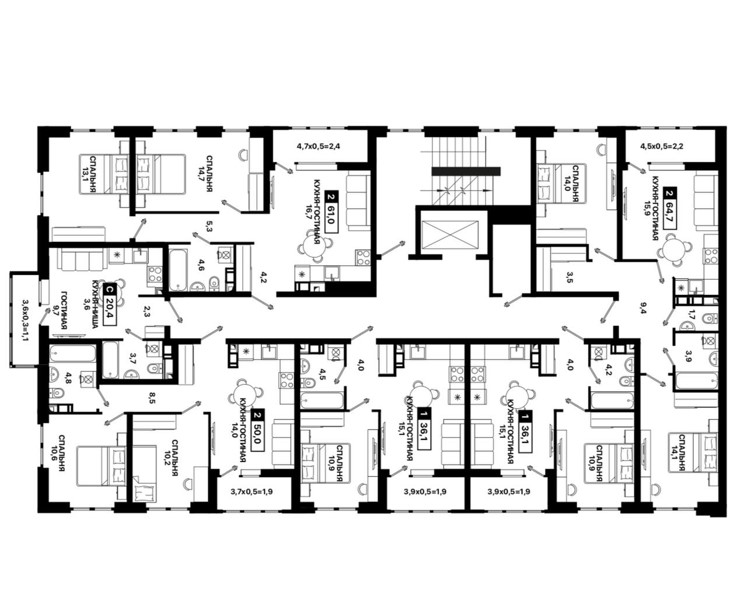 СПАЛЬНЯ
13,1
СПАЛЬНЯ
14,7
4,7x0,5=2,4
2 61,0
КУХНЯ-ГОСТИНАЯ
16,7
5,3
4,6
4,2
СПАЛЬНЯ
14,0
4,5x0,5=2,2
2 64,7
КУХНЯ-ГОСТИНАЯ
15,9
3,5
9,4
1,7
3,9
СПАЛЬНЯ
14,1
3,6x0,3=1,1
ГОСТИНАЯ
9,7
КУХНЯ-НИША
3,6
С 20,4
2,3
3,7
4,8
8,5
СПАЛЬНЯ
10,6
СПАЛЬНЯ
10,2
2 50,0
КУХНЯ-ГОСТИНАЯ
14,0
3,7x0,5=1,9
4,5
4,0
СПАЛЬНЯ
10,9
1 36,1
КУХНЯ-ГОСТИНАЯ
15,1
3,9x0,5=1,9
1 36,1
КУХНЯ-ГОСТИНАЯ
15,1
3,9x0,5=1,9
4,0
4,2
СПАЛЬНЯ
10,9